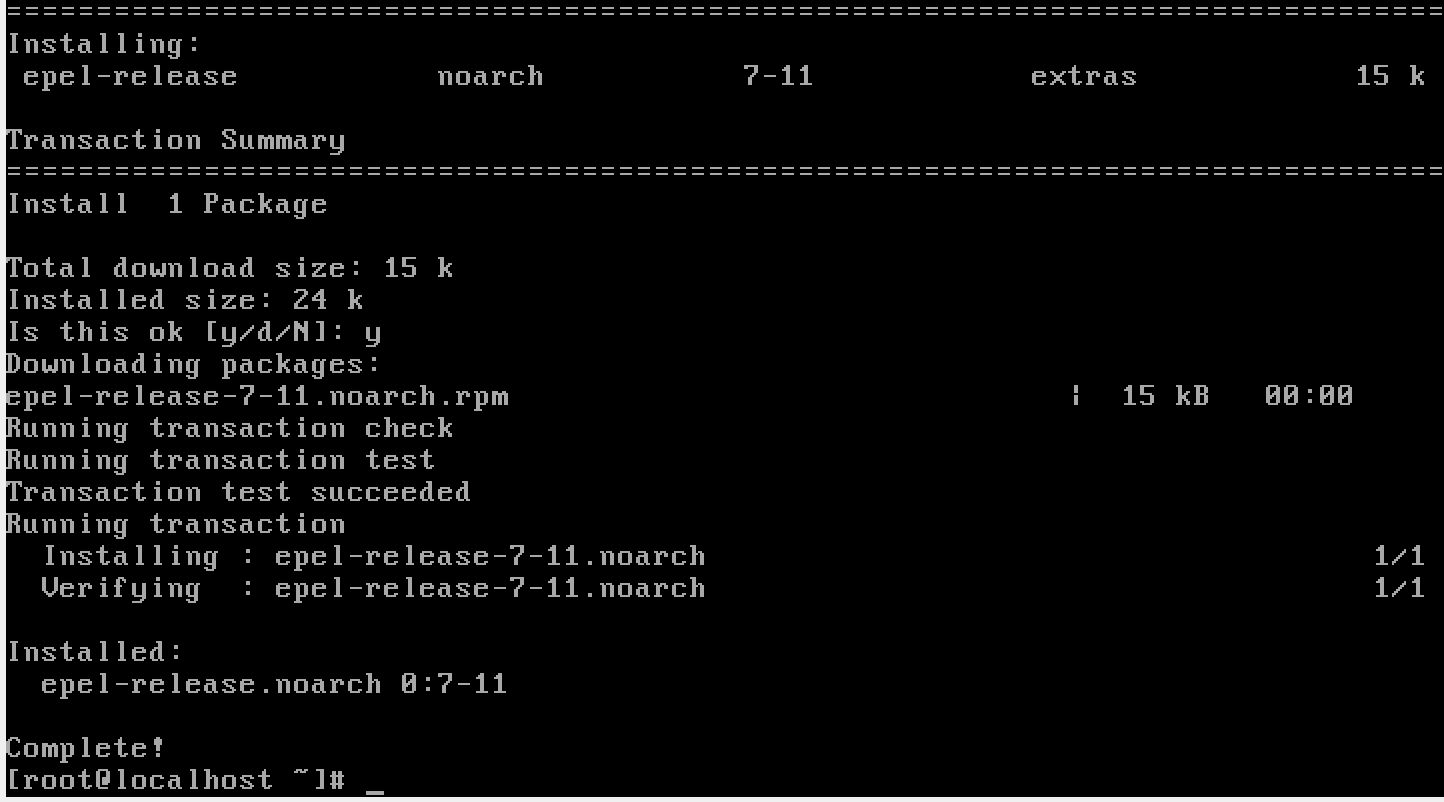 ================================================================================
Installing:
 epel-release           noarch           7-11            extras            15 k

Transaction Summary
================================================================================
Install  1 Package

Total download size: 15 k
Installed size: 24 k
Is this ok [y/d/N]: y
Downloading packages:
epel-release-7-11.noarch.rpm                               |  15 kB   00:00
Running transaction check
Running transaction test
Transaction test succeeded
Running transaction
  Installing : epel-release-7-11.noarch                                     1/1
  Verifying  : epel-release-7-11.noarch                                     1/1

Installed:
  epel-release.noarch 0:7-11

Complete!
[root@localhost ~]# _